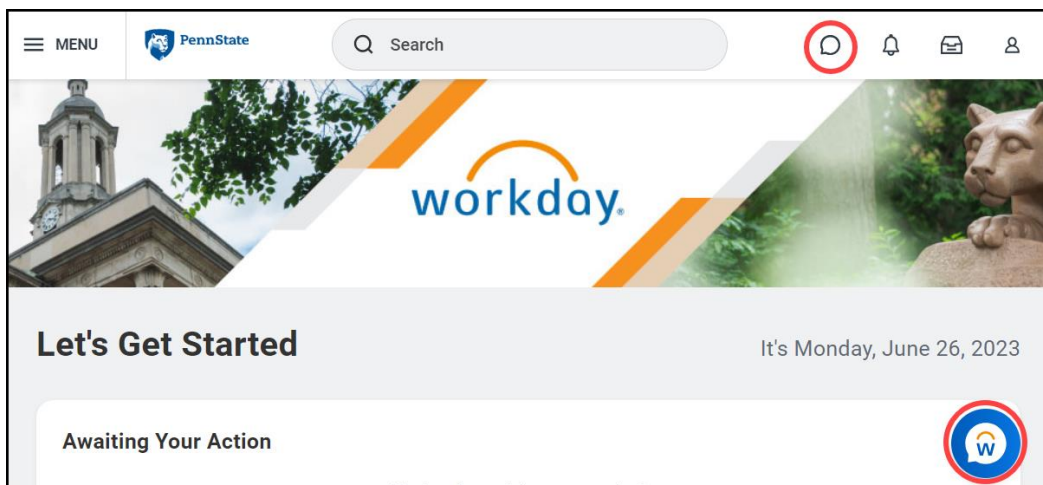 MENU
PennState
Search
workday®
Let's Get Started
It's Monday, June 26, 2023
Awaiting Your Action
w